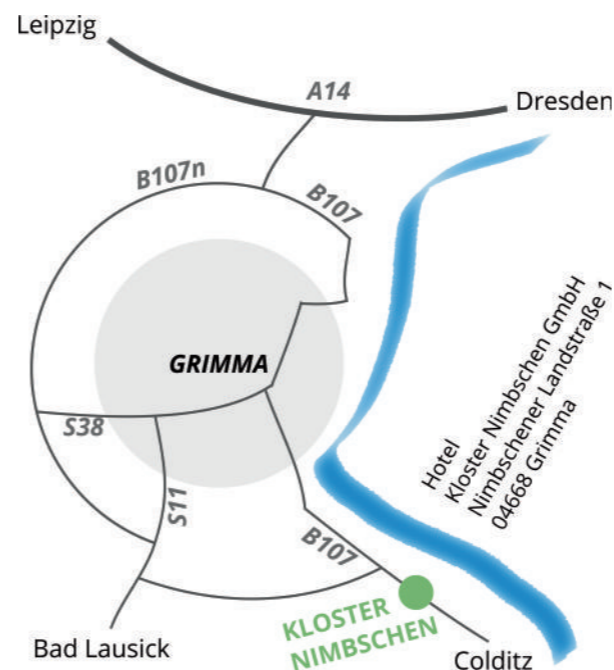 Leipzig
A14
Dresden
B107n
B107
GRIMMA
S38
S11
B107
Hotel
Kloster Nimbschen GmbH
Nimbschener Landstraße 1
04668 Grimma
KLOSTER
NIMBSCHEN
Bad Lausick
Colditz